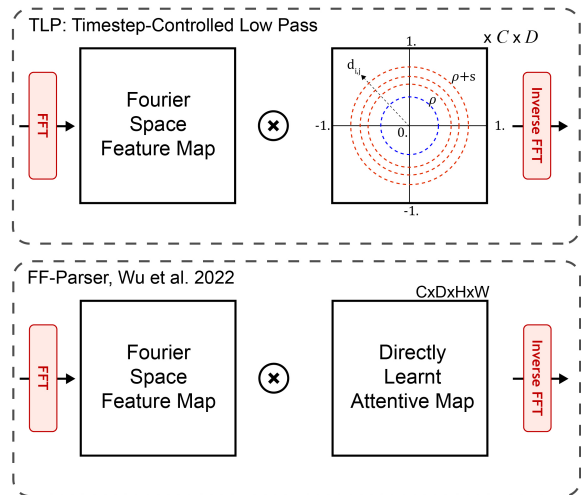 TLP: Timestep-Controlled Low Pass
x C x D
FFT
Fourier
Space
Feature Map
1.
d_{i,j}
ρ+s
ρ
-1.
0.
1.
-1.
Inverse FFT
FF-Parser, Wu et al. 2022
CxDxHxW
FFT
Fourier
Space
Feature Map
Directly
Learnt
Attentive Map
Inverse FFT